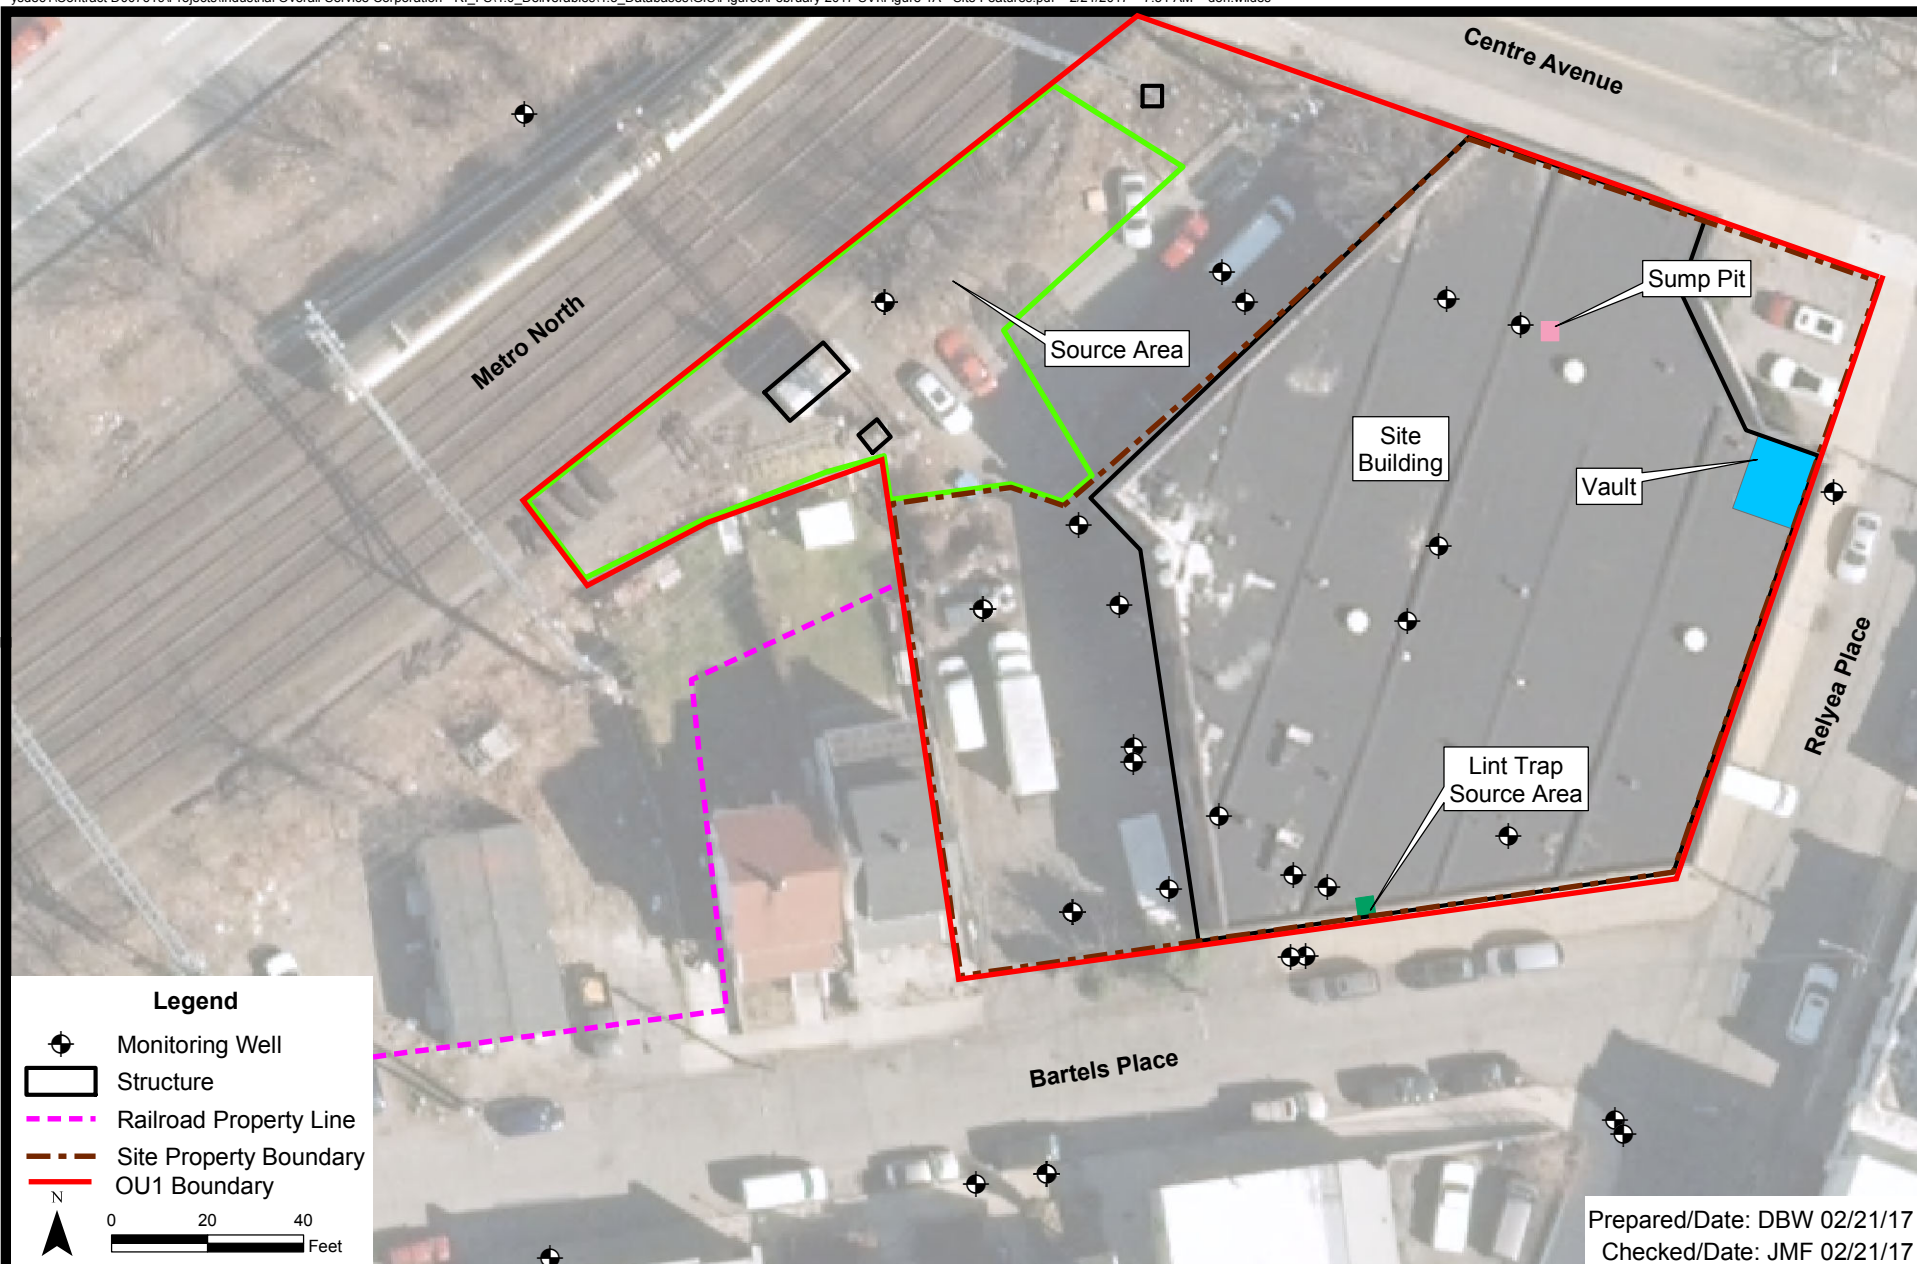 Centre Avenue
Sump Pit
Source Area
Metro North
Site
Building
Vault
Relyea Place
Lint Trap
Source Area
Bartels Place
Legend
Monitoring Well
Structure
Railroad Property Line
Site Property Boundary
OU1 Boundary
N
0 20 40
Feet
Prepared/Date: DBW 02/21/17
Checked/Date: JMF 02/21/17